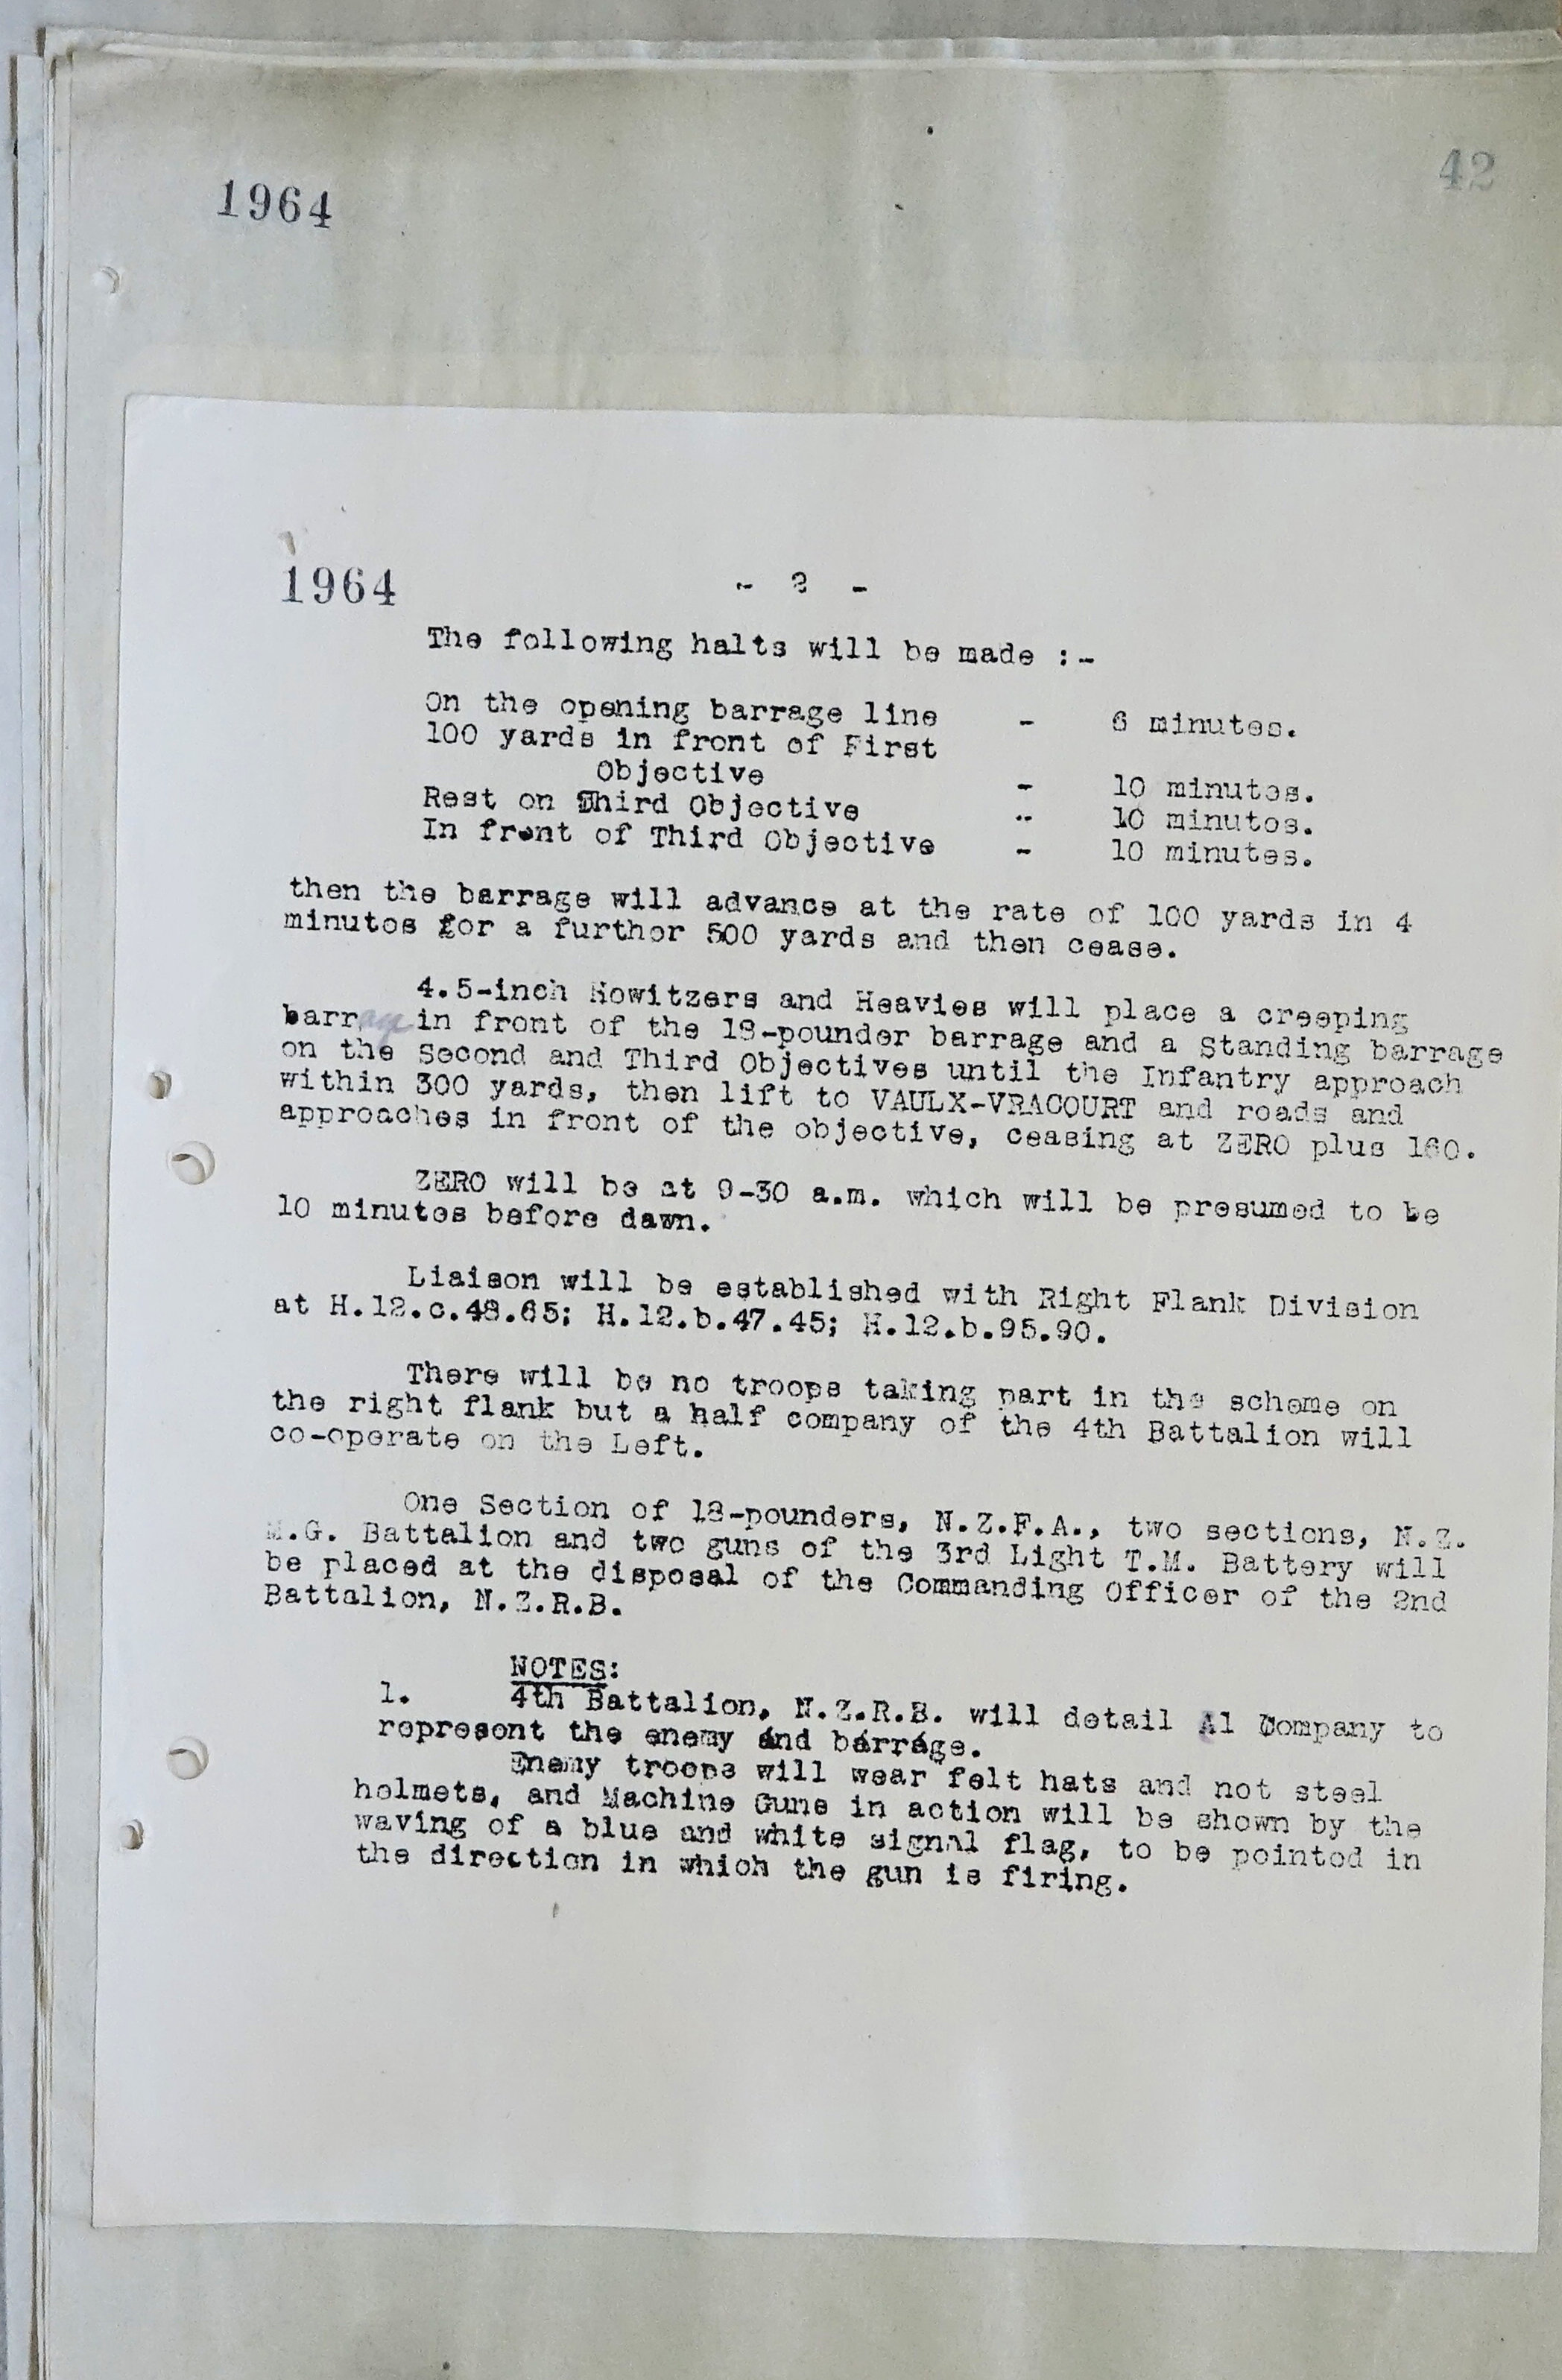 1964
42
1964
- 2 -
The following halts will be made :-
On the opening barrage line - 6 minutes.
100 yards in front of First
Objective - 10 minutes.
Rest on Third Objective - 10 minutes.
In front of Third Objective - 10 minutes.
then the barrage will advance at the rate of 100 yards in 4
minutes for a further 500 yards and then cease.
4.5-inch Howitzers and Heavies will place a creeping
barrage in front of the 18-pounder barrage and a Standing barrage
on the Second and Third Objectives until the Infantry approach
within 300 yards, then lift to VAULX-VRACOURT and roads and
approaches in front of the objective, ceasing at ZERO plus 160.
ZERO will be at 9-30 a.m. which will be presumed to be
10 minutes before dawn.
Liaison will be established with Right Flank Division
at H.12.c.48.65; H.12.b.47.45; H.12.b.95.90.
There will be no troops taking part in the scheme on
the right flank but a half company of the 4th Battalion will
co-operate on the Left.
One Section of 18-pounders, N.Z.F.A., two sections, N.Z.
M.G. Battalion and two guns of the 3rd Light T.M. Battery will
be placed at the disposal of the Commanding Officer of the 2nd
Battalion, N.Z.R.B.
NOTES:
1. 4th Battalion, N.Z.R.B. will detail 1 Company to
represent the enemy and barrage.
Enemy troops will wear felt hats and not steel
helmets, and Machine Guns in action will be shown by the
waving of a blue and white signal flag, to be pointed in
the direction in which the gun is firing.